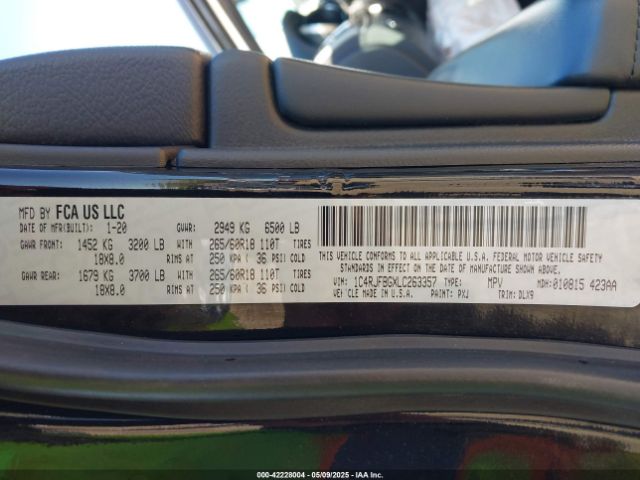 MFD BY FCA US LLC
DATE OF MFR(BUILT): 1-20 GVWR: 2949 KG 6500 LB
GAWR FRONT: 1452 KG 3200 LB WITH 265/60R18 110T TIRES
18X8.0 RIMS AT 250 KPA ( 36 PSI) COLD
GAWR REAR: 1679 KG 3700 LB WITH 265/60R18 110T TIRES
18X8.0 RIMS AT 250 KPA ( 36 PSI) COLD
THIS VEHICLE CONFORMS TO ALL APPLICABLE U.S.A. FEDERAL MOTOR VEHICLE SAFETY
STANDARDS IN EFFECT ON THE DATE OF MANUFACTURE SHOWN ABOVE.
VIN: 1C4RJFBGXLC263357 TYPE: MPV MDH: 010815 423AA
VEHICLE MADE IN U.S.A. PAINT: PXJ TRIM: DLX9
000-42228004 05/09/2025 IAA Inc.